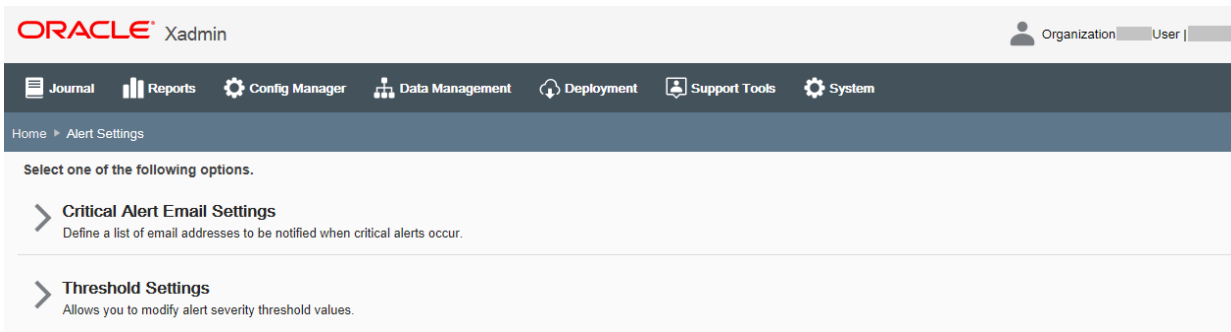 ORACLE Xadmin
Organization User |
Journal Reports Config Manager Data Management Deployment Support Tools System
Home Alert Settings
Select one of the following options.
Critical Alert Email Settings
Define a list of email addresses to be notified when critical alerts occur.
Threshold Settings
Allows you to modify alert severity threshold values.